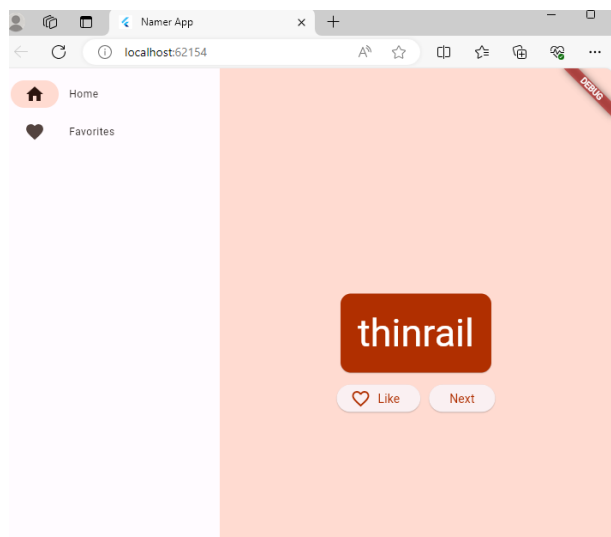 Namer App
localhost:62154
Home
DEBUG
Favorites
thinrail
Like
Next